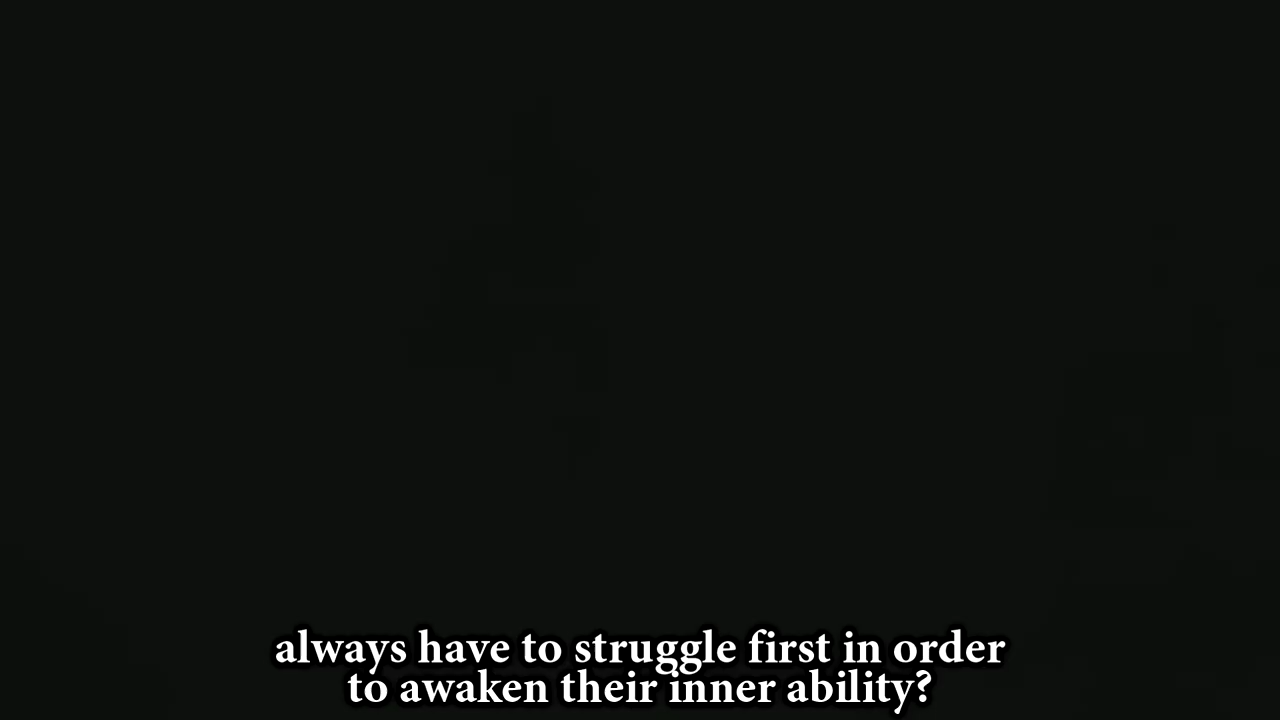 always have to struggle first in order
to awaken their inner ability?